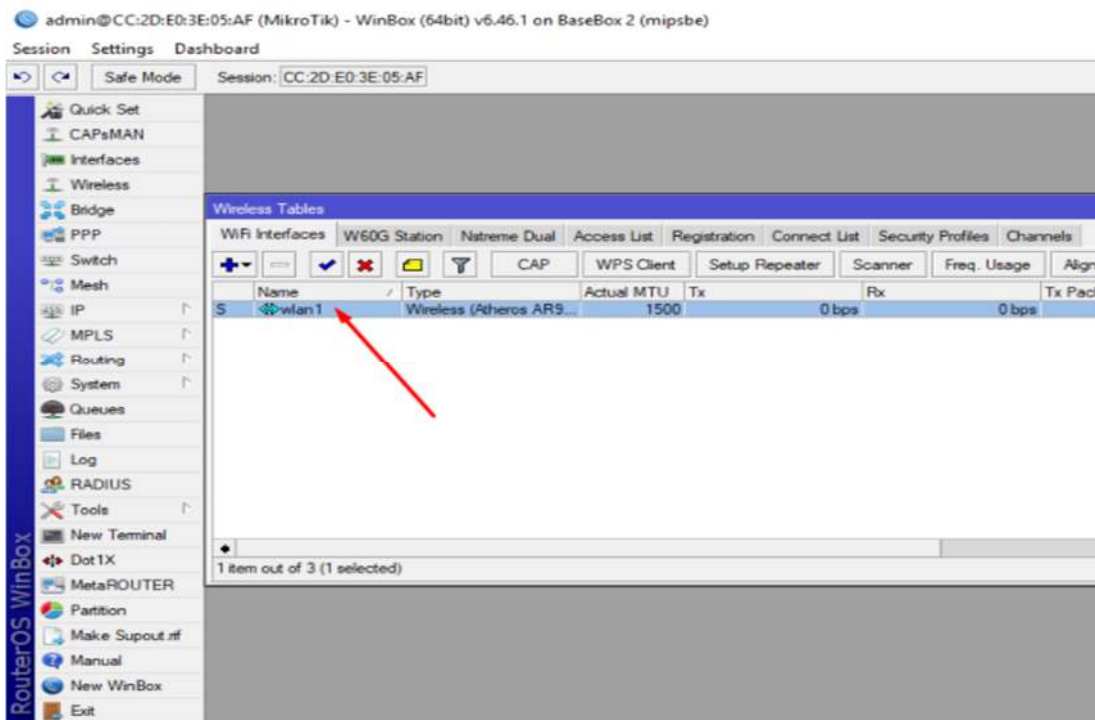 admin@CC:2D:E0:3E:05:AF (MikroTik) - WinBox (64bit) v6.46.1 on BaseBox 2 (mipsbe)
Session Settings Dashboard
Safe Mode Session: CC:2D:E0:3E:05:AF
Quick Set
CAPsMAN
Interfaces
Wireless
Bridge
PPP
Switch
Mesh
IP
MPLS
Routing
System
Queues
Files
Log
RADIUS
Tools
New Terminal
Dot1X
MetaROUTER
Partition
Make Supout.rif
Manual
New WinBox
Exit
RouterOS WinBox
Wireless Tables
WiFi Interfaces W60G Station Nstreme Dual Access List Registration Connect List Security Profiles Channels
CAP WPS Client Setup Repeater Scanner Freq. Usage Align
Name / Type Actual MTU Tx Rx Tx Pac
S wlan1 Wireless (Atheros AR9... 1500 0 bps 0 bps
1 item out of 3 (1 selected)